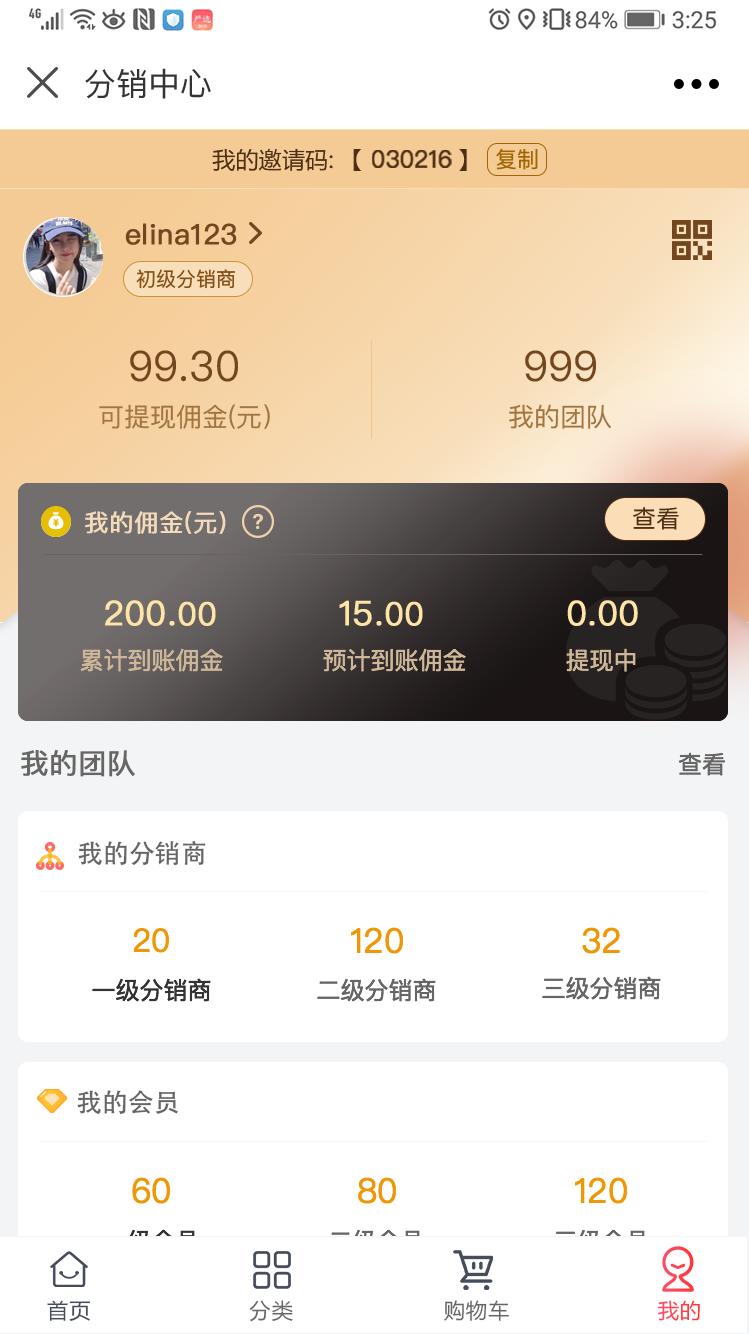 4G 84% 3:25
分销中心
我的邀请码:【 030216 】 复制
elina123
初级分销商
99.30 999
可提现佣金(元) 我的团队
我的佣金(元) ? 查看
200.00 15.00 0.00
累计到账佣金 预计到账佣金 提现中
我的团队 查看
我的分销商
20 120 32
一级分销商 二级分销商 三级分销商
我的会员
60 80 120
首页 分类 购物车 我的